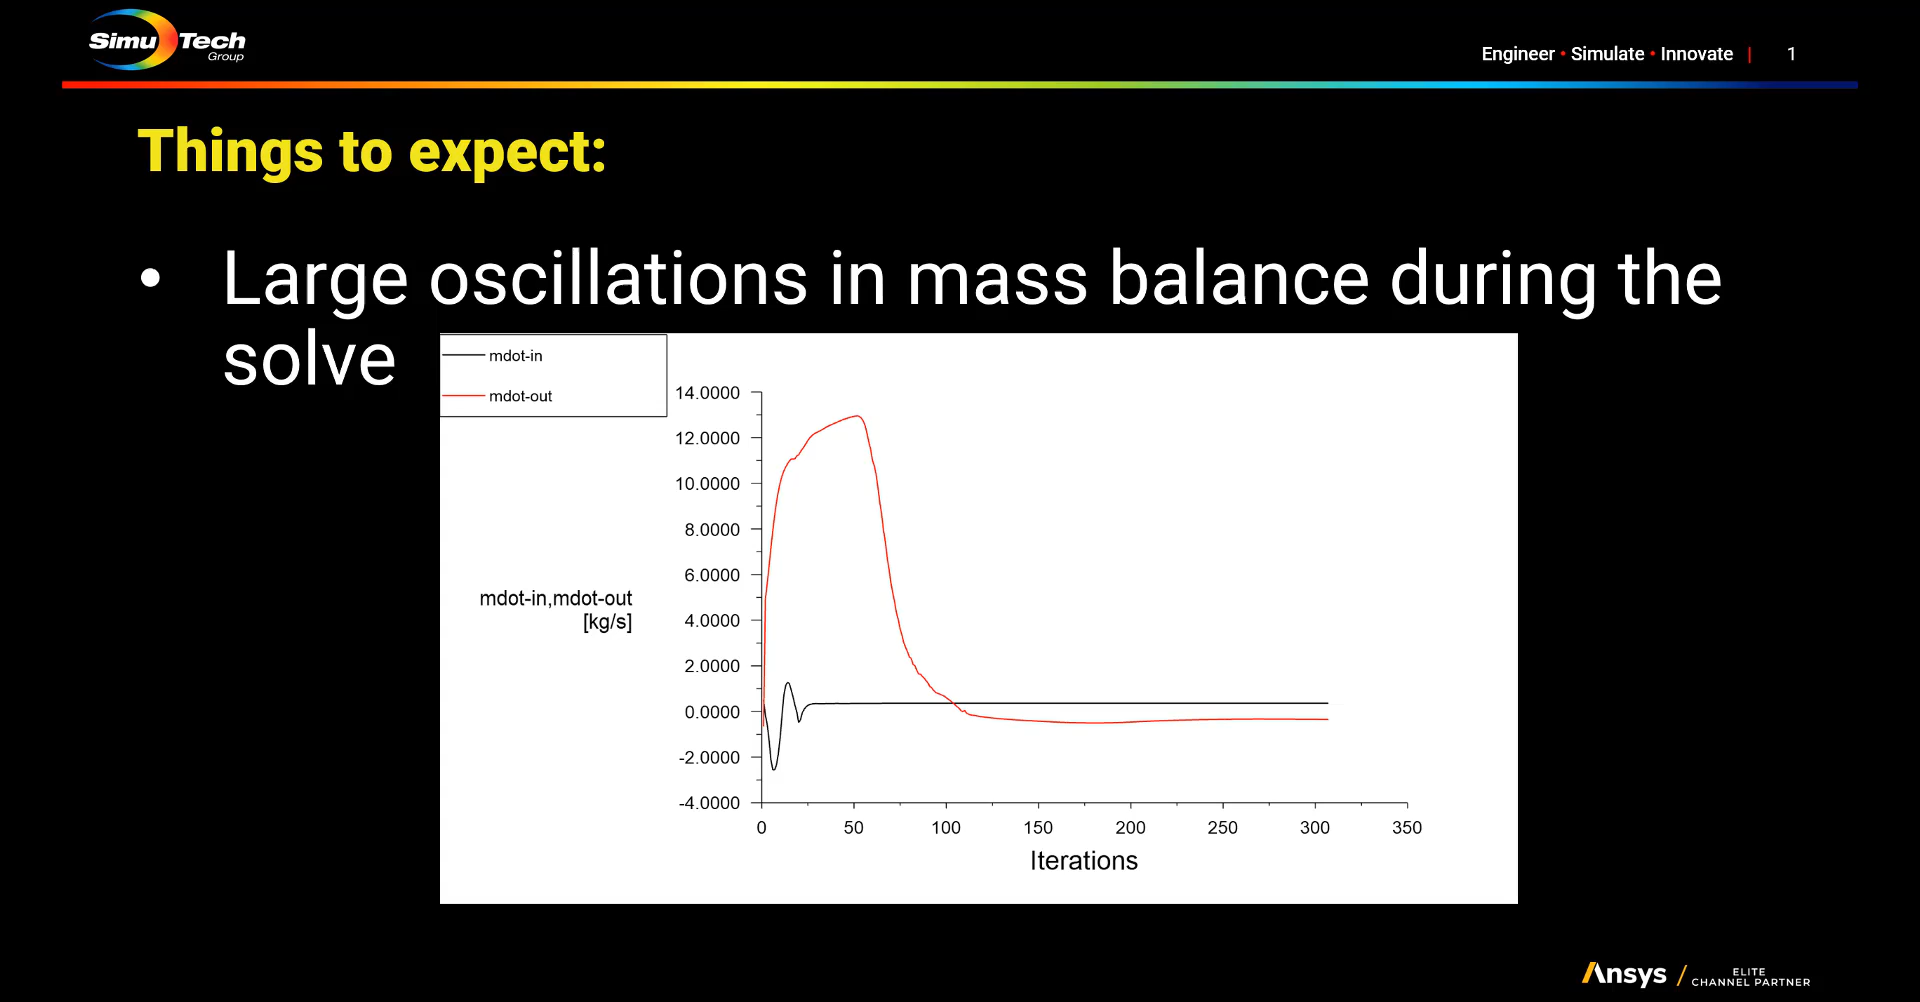 Simu Tech
Group
Engineer • Simulate • Innovate | 1
Things to expect:
• Large oscillations in mass balance during the
solve
mdot-in
mdot-out
14.0000
12.0000
10.0000
8.0000
6.0000
4.0000
2.0000
0.0000
-2.0000
-4.0000
mdot-in,mdot-out
[kg/s]
0 50 100 150 200 250 300 350
Iterations
Ansys / ELITE
CHANNEL PARTNER